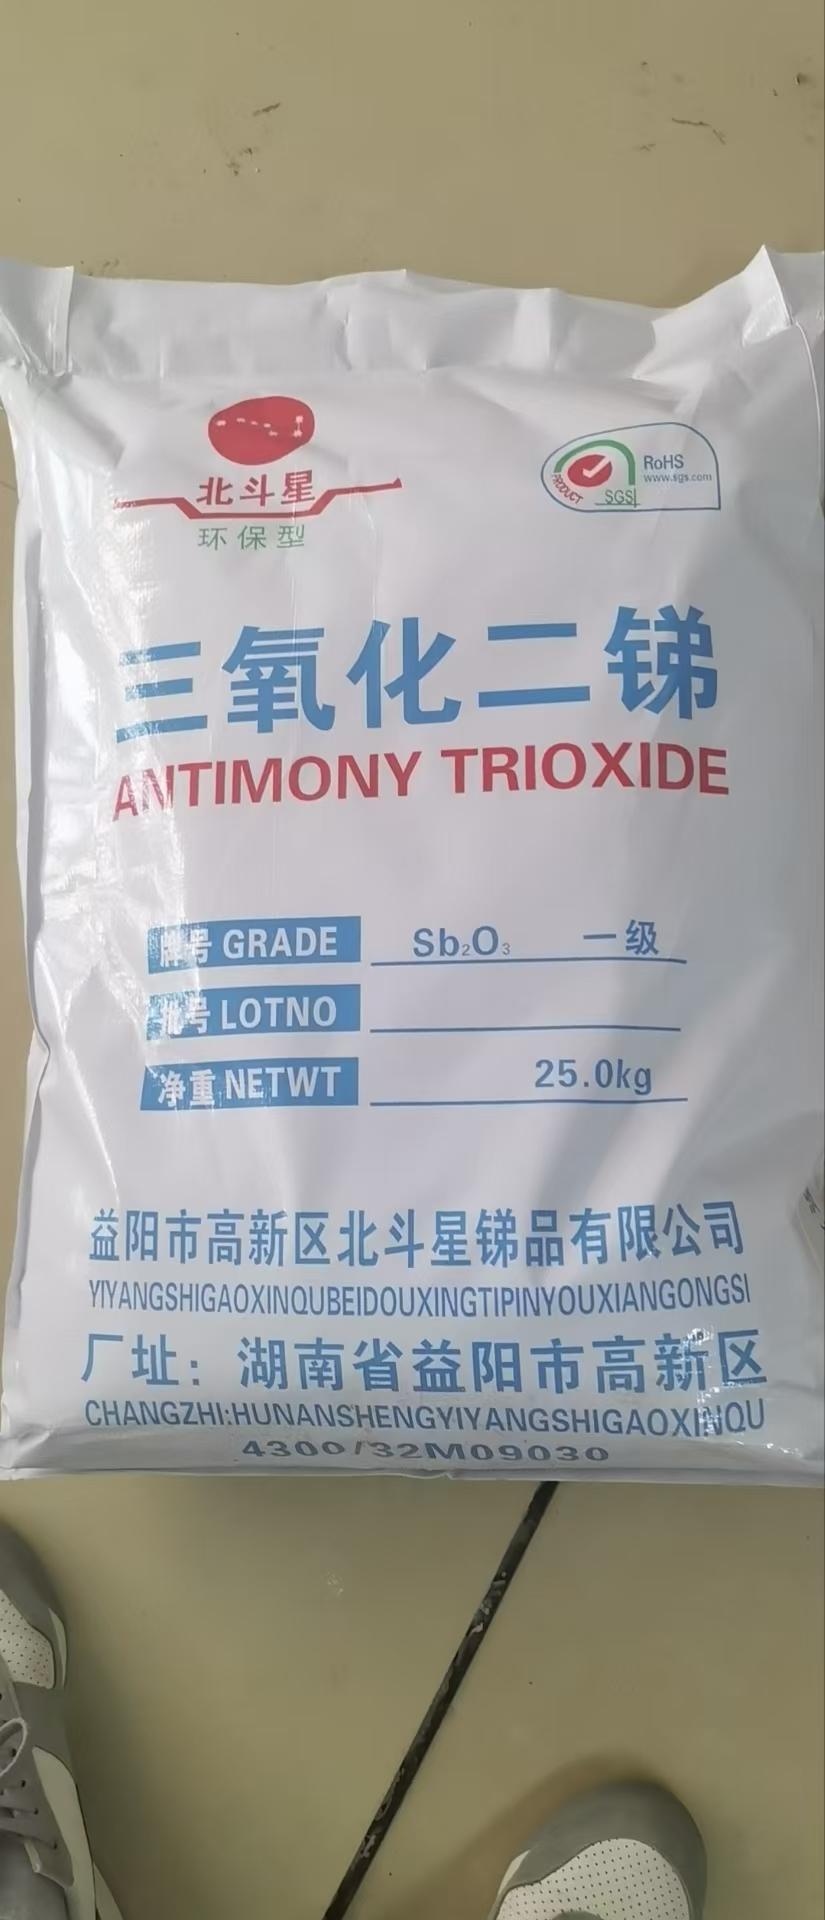 北斗星
环保型
PRODUCT
SGS
RoHS
www.sgs.com
三氧化二锑
ANTIMONY TRIOXIDE
牌号 GRADE Sb₂O₃ 一级
批号 LOTNO
净重 NETWT 25.0kg
益阳市高新区北斗星锑品有限公司
YIYANGSHIGAOXINQUBEIDOUXINGTIPINYOUXIANGONGSI
厂址：湖南省益阳市高新区
CHANGZHI:HUNANSHENGYIYANGSHIGAOXINQU
4300/32M09030